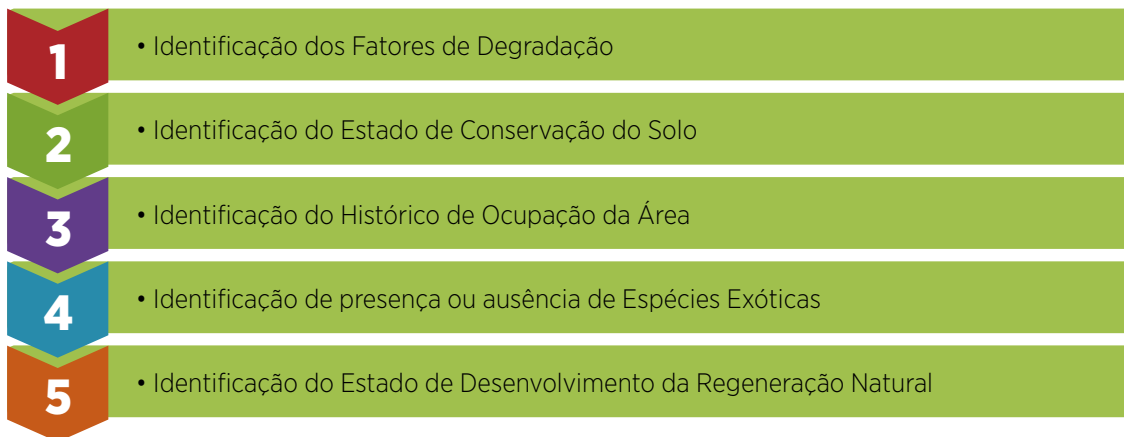 1
• Identificação dos Fatores de Degradação
2
• Identificação do Estado de Conservação do Solo
3
• Identificação do Histórico de Ocupação da Área
4
• Identificação de presença ou ausência de Espécies Exóticas
5
• Identificação do Estado de Desenvolvimento da Regeneração Natural